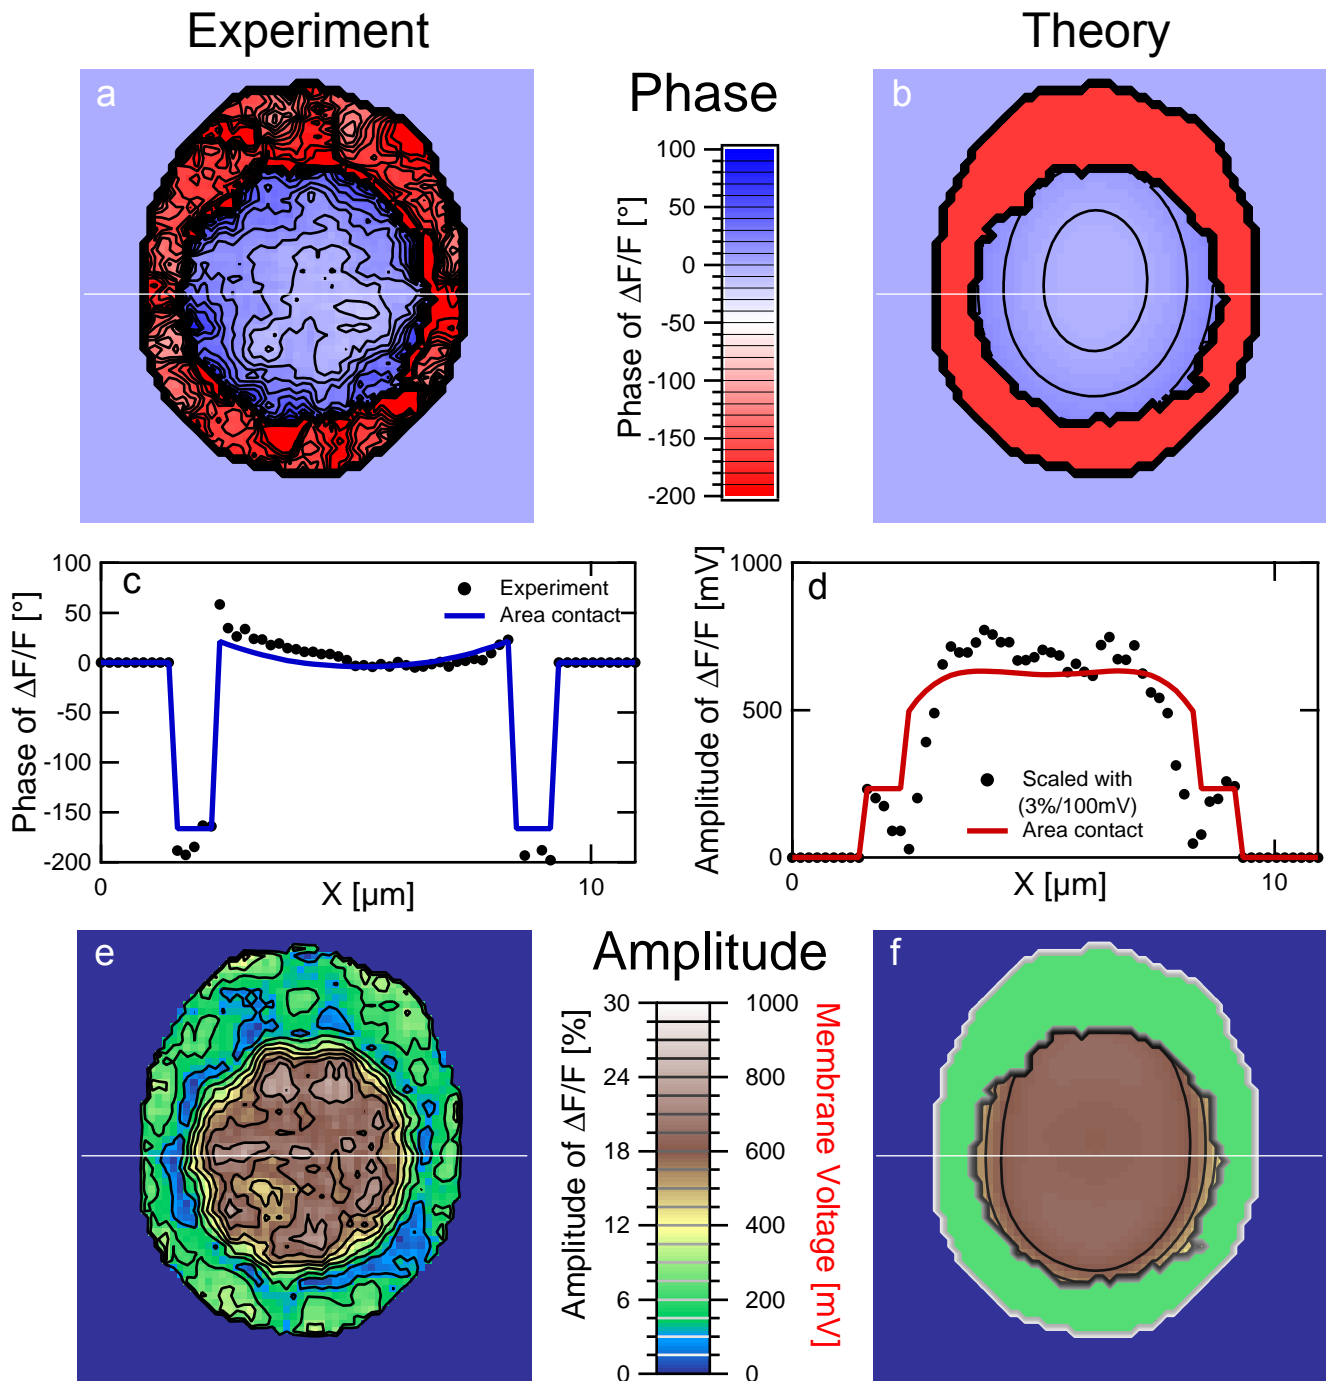 Experiment
Theory
a
Phase
b
Phase of ΔF/F [°]
100
50
0
-50
-100
-150
-200
c
Phase of ΔF/F [°]
100
50
0
-50
-100
-150
-200
Experiment
Area contact
0
10
X [µm]
d
Amplitude of ΔF/F [mV]
1000
500
0
Scaled with
(3%/100mV)
Area contact
0
10
X [µm]
e
Amplitude
f
Amplitude of ΔF/F [%]
30
24
18
12
6
0
1000
800
600
400
200
0
Membrane Voltage [mV]